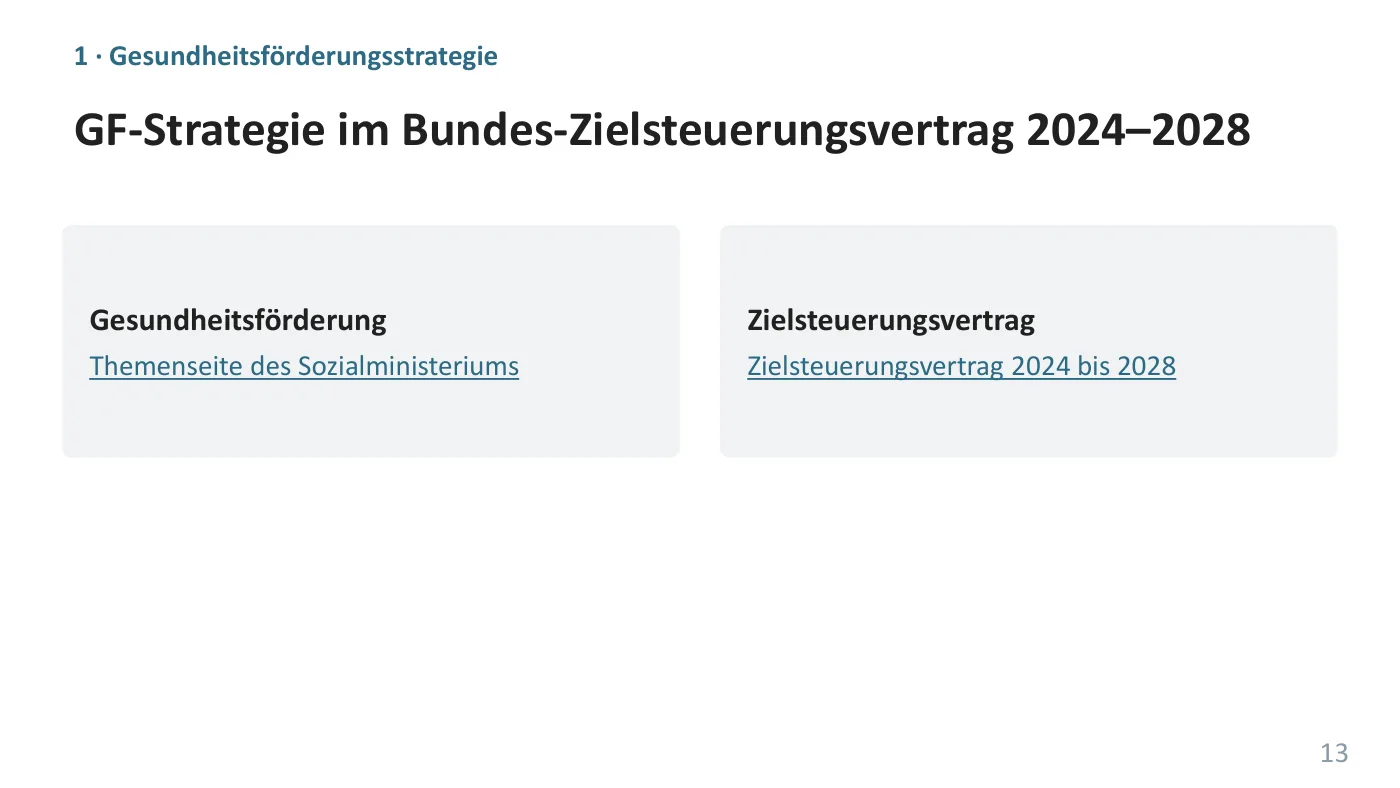 1 · Gesundheitsförderungsstrategie
GF-Strategie im Bundes-Zielsteuerungsvertrag 2024–2028
Gesundheitsförderung
Themenseite des Sozialministeriums
Zielsteuerungsvertrag
Zielsteuerungsvertrag 2024 bis 2028
13